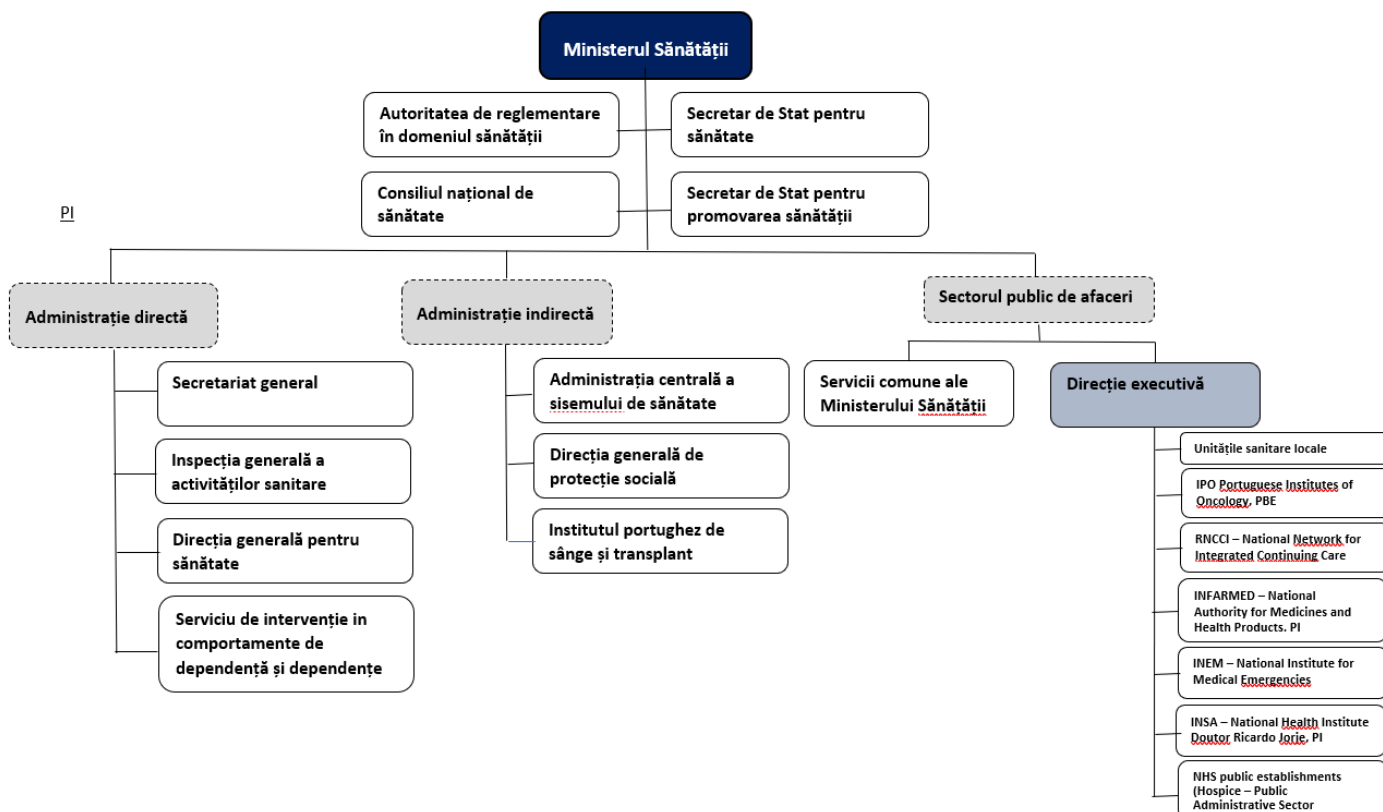 Ministerul Sănătății
Autoritatea de reglementare
în domeniul sănătății
Secretar de Stat pentru
sănătate
Consiliul național de
sănătate
Secretar de Stat pentru
promovarea sănătății
PI
Administrație directă
Administrație indirectă
Sectorul public de afaceri
Secretariat general
Inspecția generală a
activităților sanitare
Direcția generală pentru
sănătate
Serviciu de intervenție in
comportamente de
dependență și dependențe
Administrația centrală a
sisemului de sănătate
Direcția generală de
protecție socială
Institutul portughez de
sânge și transplant
Servicii comune ale
Ministerului Sănățății
Direcție executivă
Unitățile sanitare locale
IPO Portuguese Institutes of
Oncology, PBE
RNCCI – National Network for
Integrated Continuing Care
INFARMED – National
Authority for Medicines and
Health Products. PI
INEM – National Institute for
Medical Emergencies
INSA – National Health Institute
Doutor Ricardo Jorje, PI
NHS public establishments
(Hospice – Public
Administrative Sector